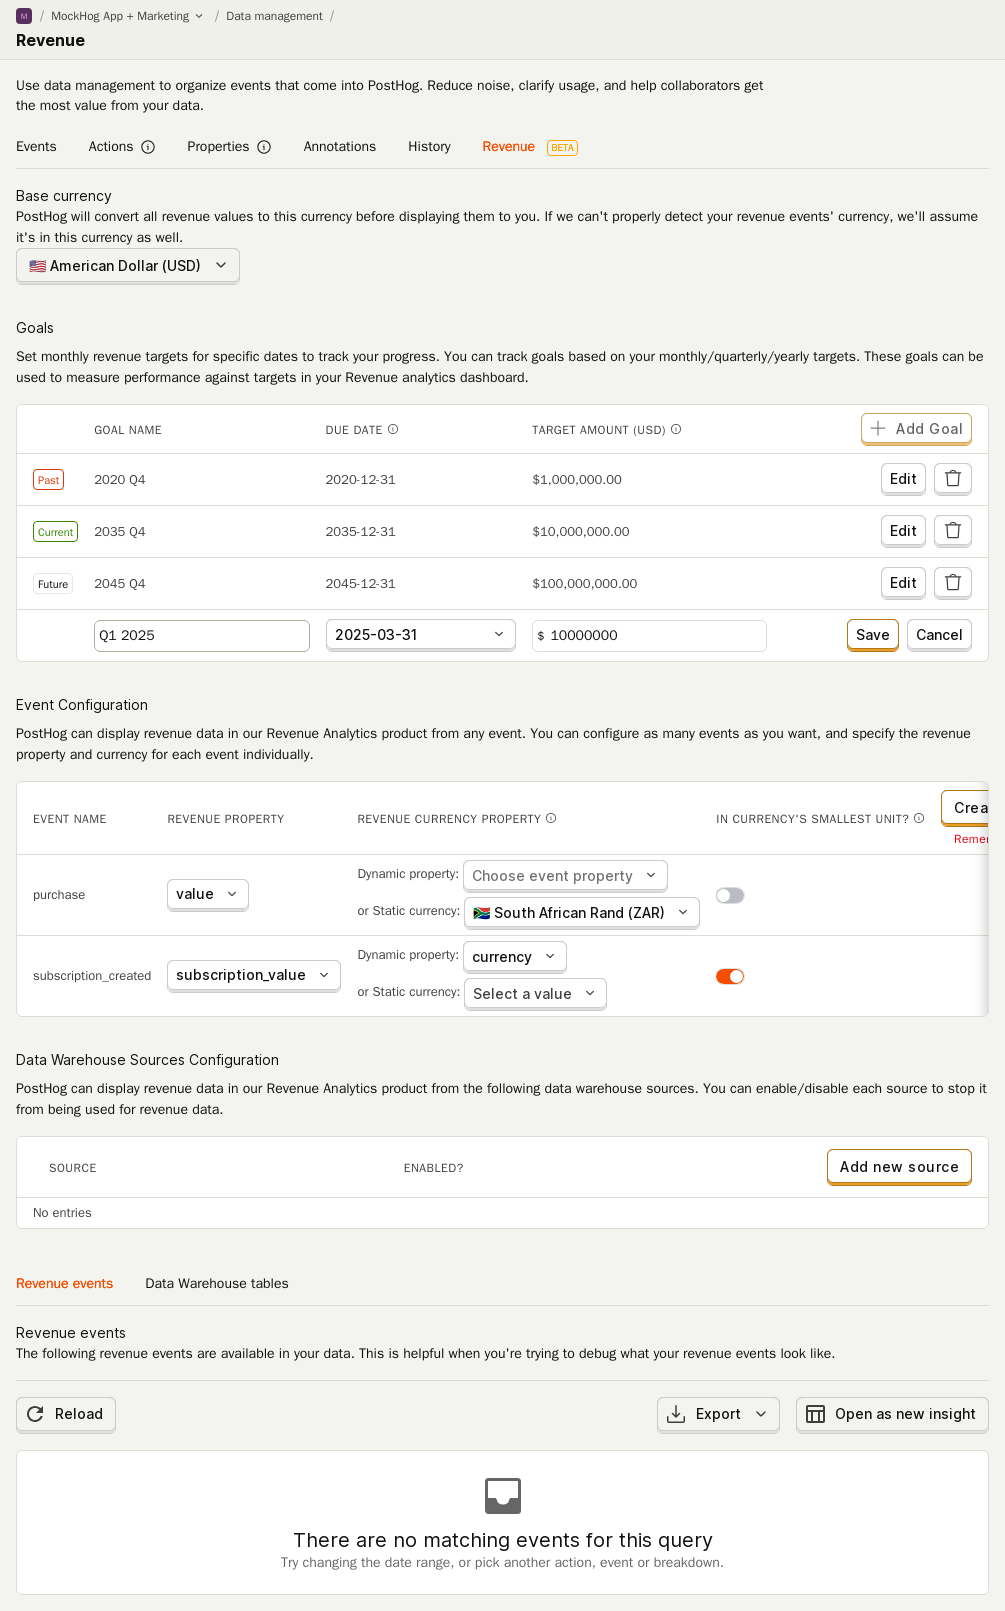 M / MockHog App + Marketing / Data management /
Revenue
Use data management to organize events that come into PostHog. Reduce noise, clarify usage, and help collaborators get
the most value from your data.
Events Actions Properties Annotations History Revenue BETA
Base currency
PostHog will convert all revenue values to this currency before displaying them to you. If we can't properly detect your revenue events' currency, we'll assume
it's in this currency as well.
🇺🇸 American Dollar (USD)
Goals
Set monthly revenue targets for specific dates to track your progress. You can track goals based on your monthly/quarterly/yearly targets. These goals can be
used to measure performance against targets in your Revenue analytics dashboard.
GOAL NAME DUE DATE TARGET AMOUNT (USD) Add Goal
Past 2020 Q4 2020-12-31 $1,000,000.00 Edit
Current 2035 Q4 2035-12-31 $10,000,000.00 Edit
Future 2045 Q4 2045-12-31 $100,000,000.00 Edit
Q1 2025 2025-03-31 $ 10000000 Save Cancel
Event Configuration
PostHog can display revenue data in our Revenue Analytics product from any event. You can configure as many events as you want, and specify the revenue
property and currency for each event individually.
EVENT NAME REVENUE PROPERTY REVENUE CURRENCY PROPERTY IN CURRENCY'S SMALLEST UNIT? Crea
Remem
purchase value Dynamic property: Choose event property
or Static currency: 🇿🇦 South African Rand (ZAR)
subscription_created subscription_value Dynamic property: currency
or Static currency: Select a value
Data Warehouse Sources Configuration
PostHog can display revenue data in our Revenue Analytics product from the following data warehouse sources. You can enable/disable each source to stop it
from being used for revenue data.
SOURCE ENABLED? Add new source
No entries
Revenue events Data Warehouse tables
Revenue events
The following revenue events are available in your data. This is helpful when you're trying to debug what your revenue events look like.
Reload Export Open as new insight
There are no matching events for this query
Try changing the date range, or pick another action, event or breakdown.